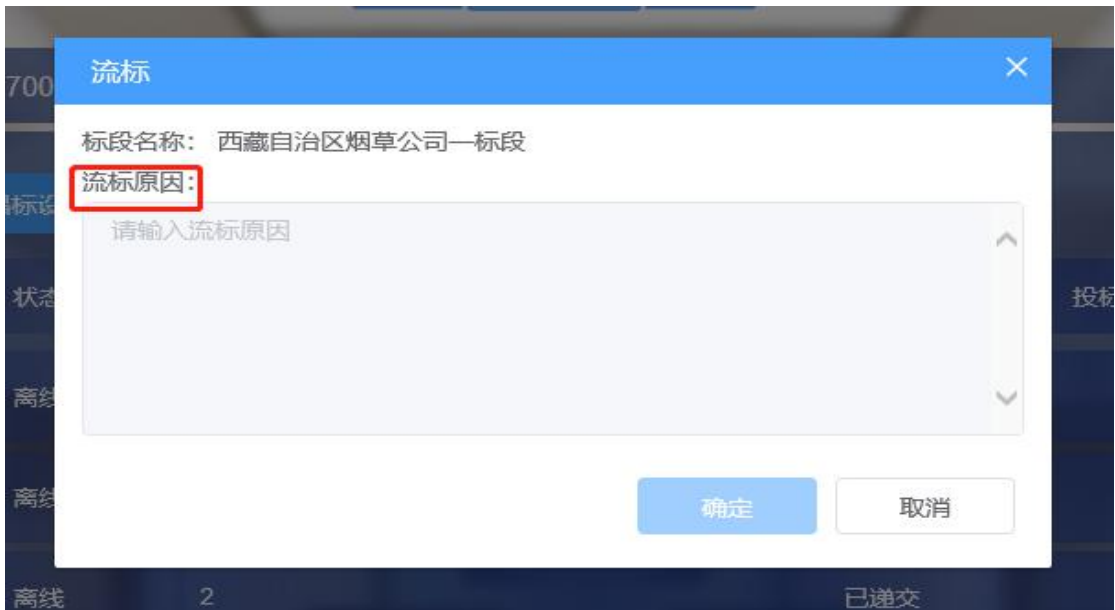 流标
700
标段名称： 西藏自治区烟草公司一标段
流标原因：
请输入流标原因
状态
投标
离线
确定
取消
离线
离线 2 已递交